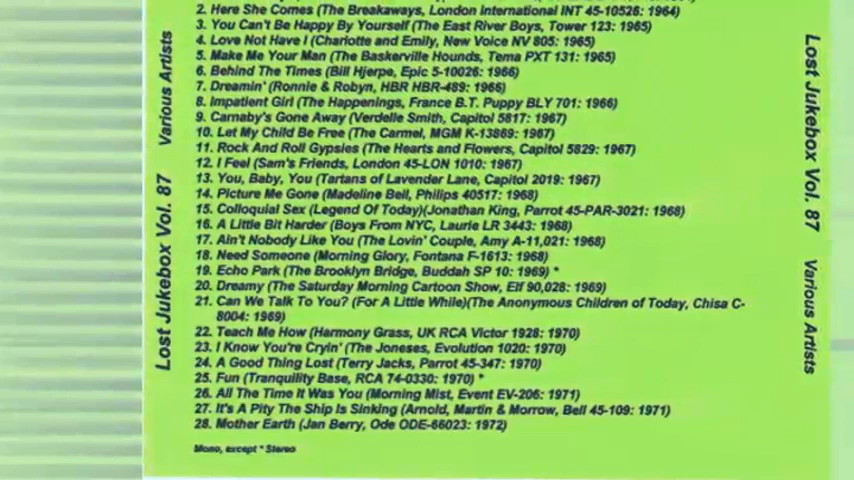 2. Here She Comes (The Breakaways, London International INT 45-10526: 1964)
3. You Can't Be Happy By Yourself (The East River Boys, Tower 123: 1965)
4. Love Not Have I (Charlotte and Emily, New Voice NV 805: 1965)
5. Make Me Your Man (The Baskerville Hounds, Tema PXT 131: 1965)
6. Behind The Times (Bill Hjerpe, Epic 5-10026: 1966)
7. Dreamin' (Ronnie & Robyn, HBR HBR-489: 1966)
8. Impatient Girl (The Happenings, France B.T. Puppy BLY 701: 1966)
9. Carnaby's Gone Away (Verdelle Smith, Capitol 5817: 1967)
10. Let My Child Be Free (The Carmel, MGM K-13869: 1967)
11. Rock And Roll Gypsies (The Hearts and Flowers, Capitol 5829: 1967)
12. I Feel (Sam's Friends, London 45-LON 1010: 1967)
13. You, Baby, You (Tartans of Lavender Lane, Capitol 2019: 1967)
14. Picture Me Gone (Madeline Bell, Philips 40517: 1968)
15. Colloquial Sex (Legend Of Today)(Jonathan King, Parrot 45-PAR-3021: 1968)
16. A Little Bit Harder (Boys From NYC, Laurie LR 3443: 1968)
17. Ain't Nobody Like You (The Lovin' Couple, Amy A-11,021: 1968)
18. Need Someone (Morning Glory, Fontana F-1613: 1968)
19. Echo Park (The Brooklyn Bridge, Buddah SP 10: 1969) *
20. Dreamy (The Saturday Morning Cartoon Show, Elf 90,028: 1969)
21. Can We Talk To You? (For A Little While)(The Anonymous Children of Today, Chisa C-
8004: 1969)
22. Teach Me How (Harmony Grass, UK RCA Victor 1928: 1970)
23. I Know You're Cryin' (The Joneses, Evolution 1020: 1970)
24. A Good Thing Lost (Terry Jacks, Parrot 45-347: 1970)
25. Fun (Tranquility Base, RCA 74-0330: 1970) *
26. All The Time It Was You (Morning Mist, Event EV-206: 1971)
27. It's A Pity The Ship Is Sinking (Arnold, Martin & Morrow, Bell 45-109: 1971)
28. Mother Earth (Jan Berry, Ode ODE-66023: 1972)
Mono, except * Stereo
Lost Jukebox Vol. 87 Various Artists
Lost Jukebox Vol. 87 Various Artists